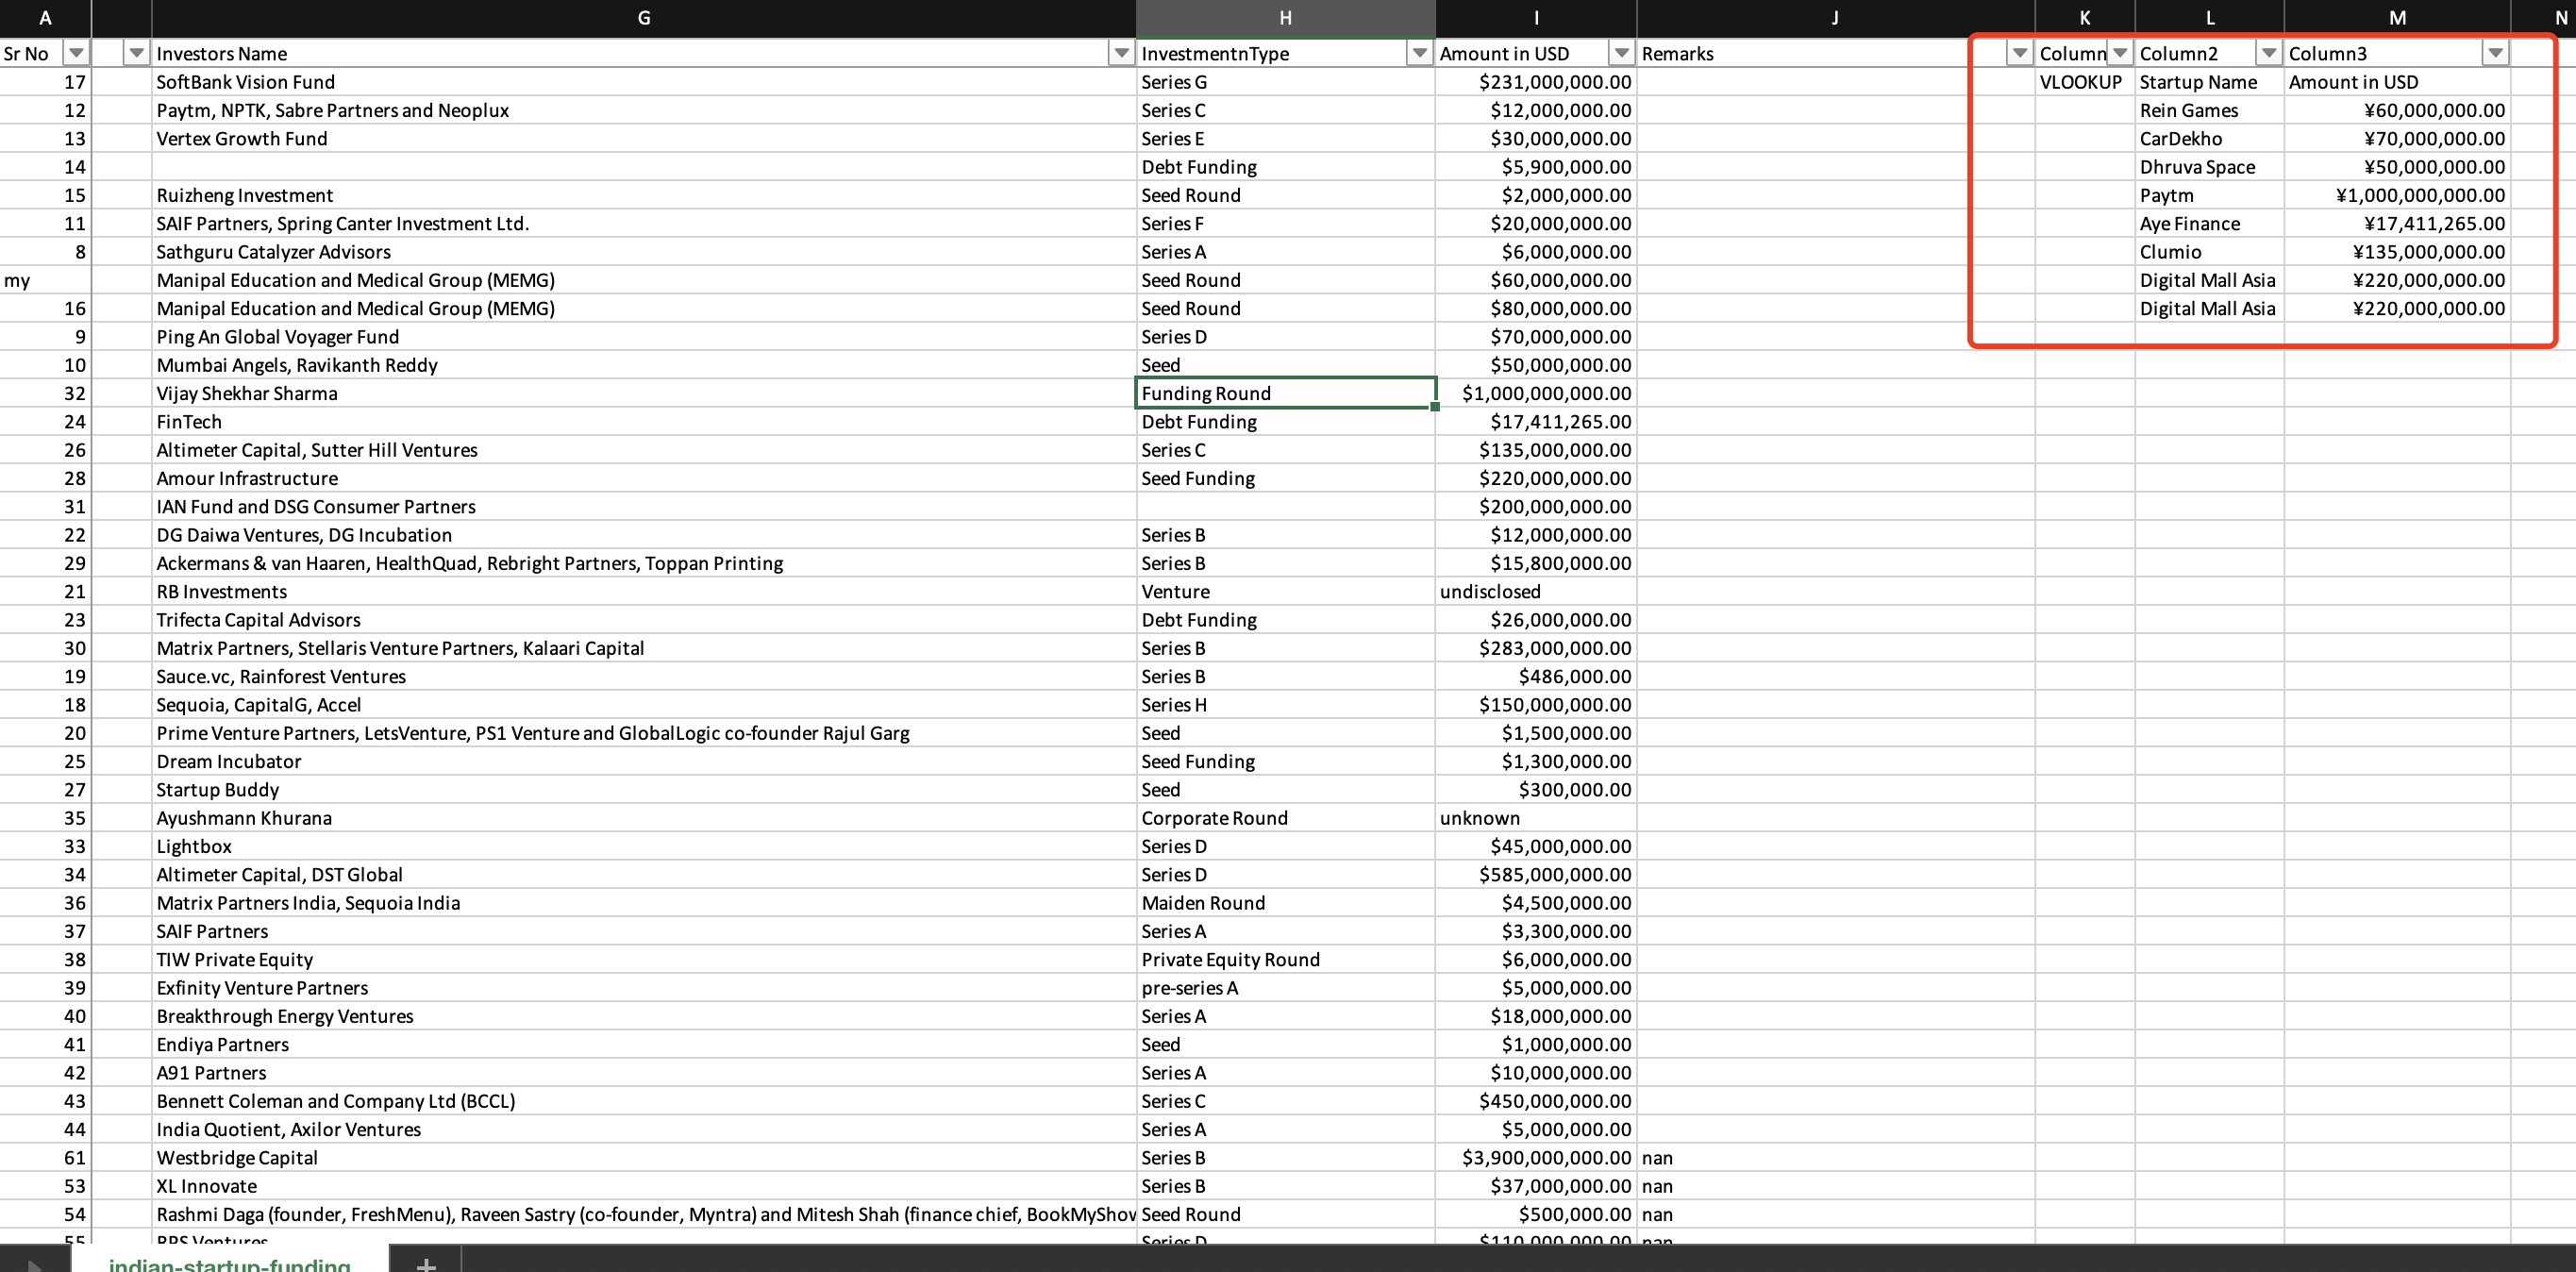 A G H I J K L M N
Sr No Investors Name InvestmentnType Amount in USD Remarks Column Column2 Column3
17 SoftBank Vision Fund Series G $231,000,000.00 VLOOKUP Startup Name Amount in USD
12 Paytm, NPTK, Sabre Partners and Neoplux Series C $12,000,000.00 Rein Games ¥60,000,000.00
13 Vertex Growth Fund Series E $30,000,000.00 CarDekho ¥70,000,000.00
14 Debt Funding $5,900,000.00 Dhruva Space ¥50,000,000.00
15 Ruizheng Investment Seed Round $2,000,000.00 Paytm ¥1,000,000,000.00
11 SAIF Partners, Spring Canter Investment Ltd. Series F $20,000,000.00 Aye Finance ¥17,411,265.00
8 Sathguru Catalyzer Advisors Series A $6,000,000.00 Clumio ¥135,000,000.00
my Manipal Education and Medical Group (MEMG) Seed Round $60,000,000.00 Digital Mall Asia ¥220,000,000.00
16 Manipal Education and Medical Group (MEMG) Seed Round $80,000,000.00 Digital Mall Asia ¥220,000,000.00
9 Ping An Global Voyager Fund Series D $70,000,000.00
10 Mumbai Angels, Ravikanth Reddy Seed $50,000,000.00
32 Vijay Shekhar Sharma Funding Round $1,000,000,000.00
24 FinTech Debt Funding $17,411,265.00
26 Altimeter Capital, Sutter Hill Ventures Series C $135,000,000.00
28 Amour Infrastructure Seed Funding $220,000,000.00
31 IAN Fund and DSG Consumer Partners $200,000,000.00
22 DG Daiwa Ventures, DG Incubation Series B $12,000,000.00
29 Ackermans & van Haaren, HealthQuad, Rebright Partners, Toppan Printing Series B $15,800,000.00
21 RB Investments Venture undisclosed
23 Trifecta Capital Advisors Debt Funding $26,000,000.00
30 Matrix Partners, Stellaris Venture Partners, Kalaari Capital Series B $283,000,000.00
19 Sauce.vc, Rainforest Ventures Series B $486,000.00
18 Sequoia, CapitalG, Accel Series H $150,000,000.00
20 Prime Venture Partners, LetsVenture, PS1 Venture and GlobalLogic co-founder Rajul Garg Seed $1,500,000.00
25 Dream Incubator Seed Funding $1,300,000.00
27 Startup Buddy Seed $300,000.00
35 Ayushmann Khurana Corporate Round unknown
33 Lightbox Series D $45,000,000.00
34 Altimeter Capital, DST Global Series D $585,000,000.00
36 Matrix Partners India, Sequoia India Maiden Round $4,500,000.00
37 SAIF Partners Series A $3,300,000.00
38 TIW Private Equity Private Equity Round $6,000,000.00
39 Exfinity Venture Partners pre-series A $5,000,000.00
40 Breakthrough Energy Ventures Series A $18,000,000.00
41 Endiya Partners Seed $1,000,000.00
42 A91 Partners Series A $10,000,000.00
43 Bennett Coleman and Company Ltd (BCCL) Series C $450,000,000.00
44 India Quotient, Axilor Ventures Series A $5,000,000.00
61 Westbridge Capital Series B $3,900,000,000.00 nan
53 XL Innovate Series B $37,000,000.00 nan
54 Rashmi Daga (founder, FreshMenu), Raveen Sastry (co-founder, Myntra) and Mitesh Shah (finance chief, BookMyShow Seed Round $500,000.00 nan
55 Ventures Series D $110,000,000.00 nan
indian-startup-funding